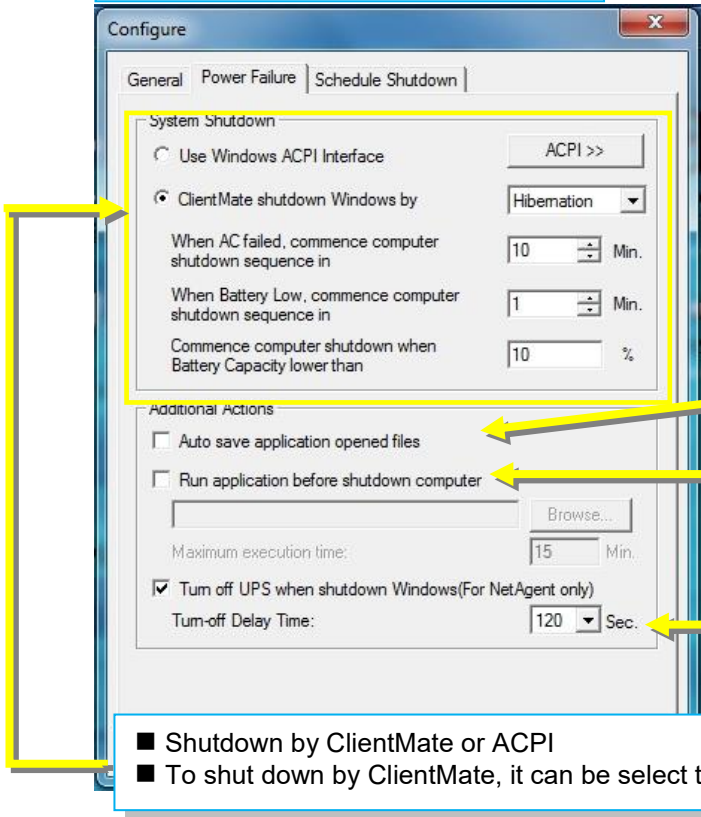 Configure
General Power Failure Schedule Shutdown
System Shutdown
Use Windows ACPI Interface ACPI >>
ClientMate shutdown Windows by Hibernation
When AC failed, commence computer
shutdown sequence in 10 Min.
When Battery Low, commence computer
shutdown sequence in 1 Min.
Commence computer shutdown when
Battery Capacity lower than 10 %
Additional Actions
Auto save application opened files
Run application before shutdown computer
Browse...
Maximum execution time: 15 Min.
Turn off UPS when shutdown Windows(For NetAgent only)
Turn-off Delay Time: 120 Sec.
■ Shutdown by ClientMate or ACPI
■ To shut down by ClientMate, it can be select